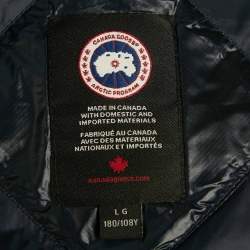 CANADA GOOSE
ARCTIC PROGRAM
MADE IN CANADA
WITH DOMESTIC AND
IMPORTED MATERIALS
FABRIQUÉ AU CANADA
AVEC DES MATERIAUX
NATIONAUX ET IMPORTÉS
canadagoose.com
L G
180/108Y